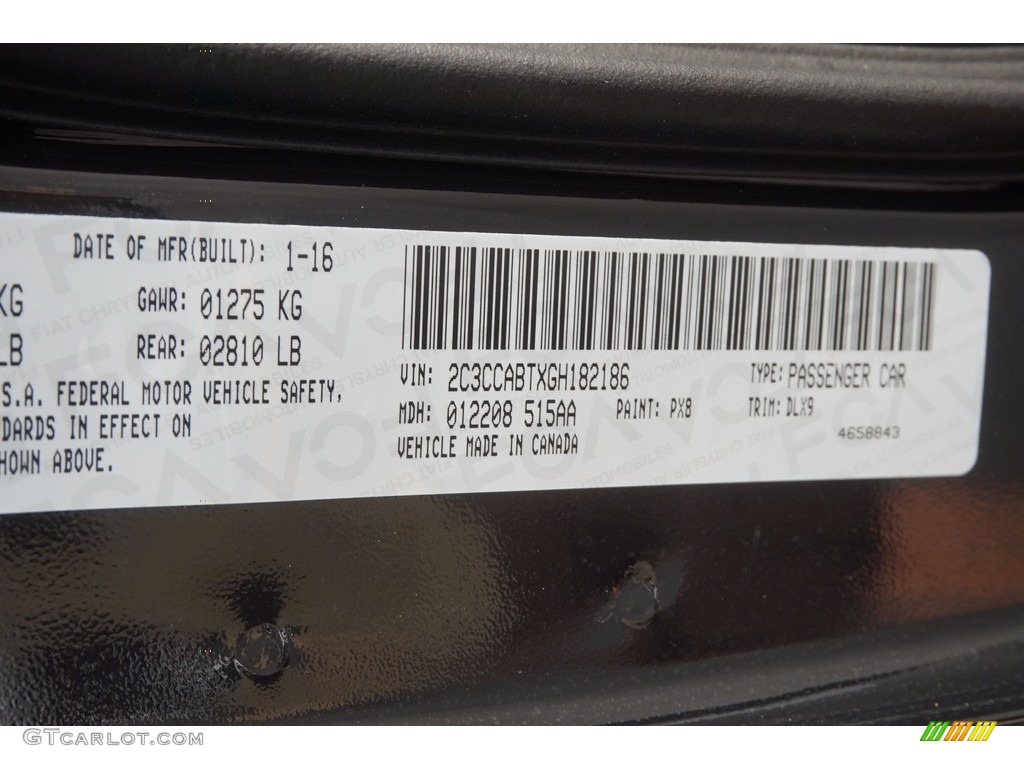 DATE OF MFR(BUILT): 1-16
KG GAWR: 01275 KG
LB REAR: 02810 LB
S.A. FEDERAL MOTOR VEHICLE SAFETY,
DARDS IN EFFECT ON
HOWN ABOVE.
VIN: 2C3CCABTXGH182186 TYPE: PASSENGER CAR
MDH: 012208 515AA PAINT: PX8 TRIM: DLX9
VEHICLE MADE IN CANADA 4658843
GTCARLOT.COM